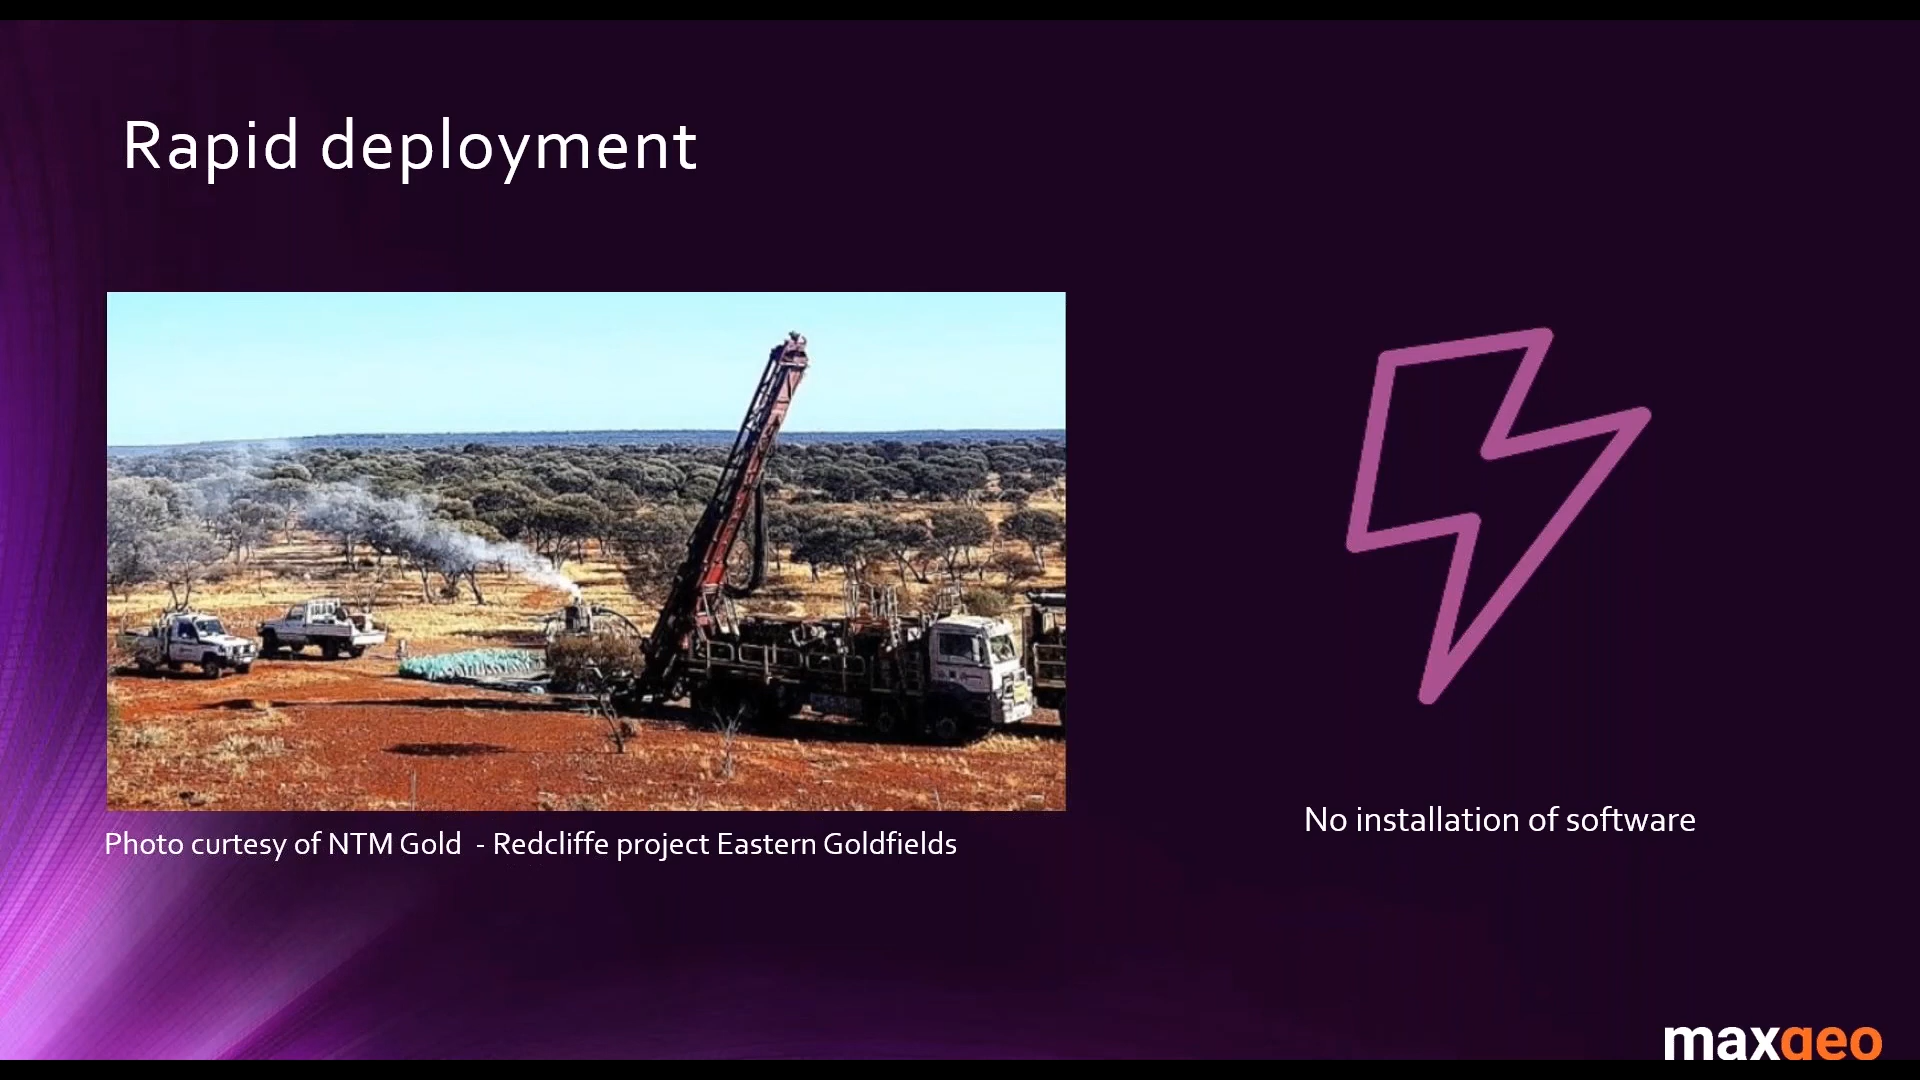 Rapid deployment
Photo curtesy of NTM Gold - Redcliffe project Eastern Goldfields
No installation of software
maxgeo